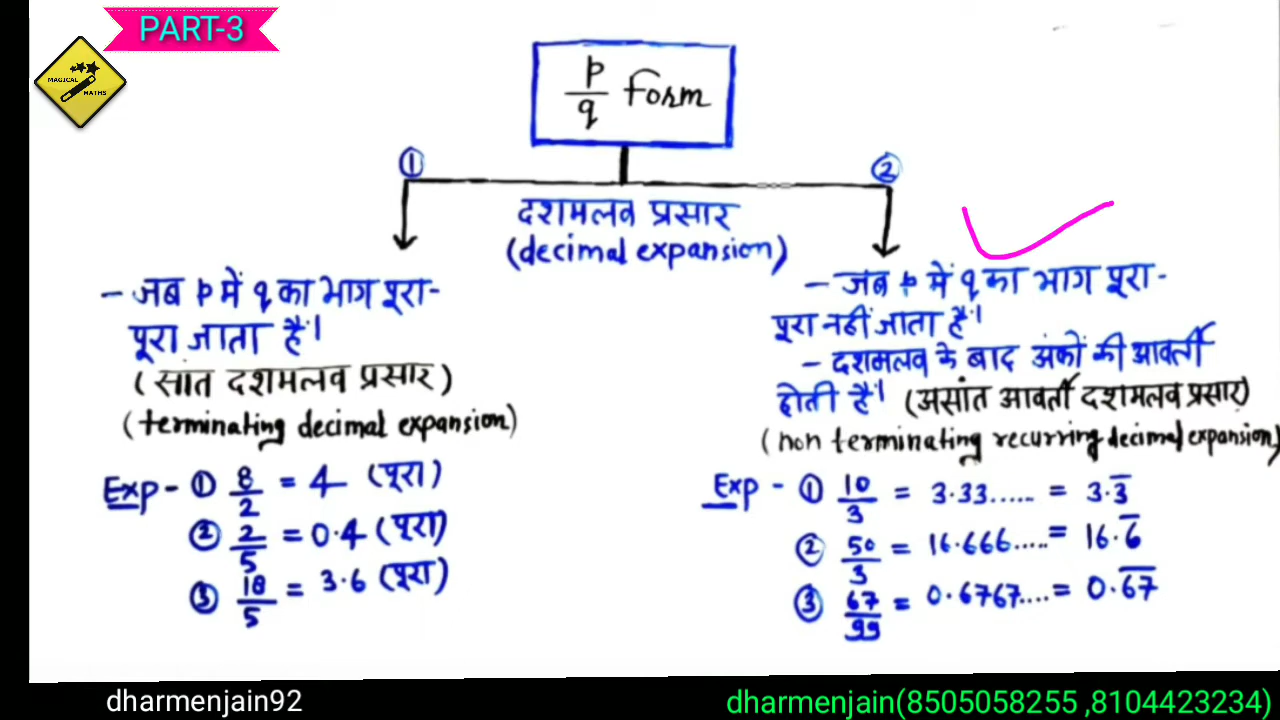 PART-3
MAGICAL
MATHS
p/q form
①
②
दशमलव प्रसार
(decimal expansion)
- जब p में q का भाग पूरा-
पूरा जाता है।
(सांत दशमलव प्रसार)
(terminating decimal expansion)
Exp - ① 8/2 = 4 (पूरा)
② 2/5 = 0.4 (पूरा)
③ 18/5 = 3.6 (पूरा)
- जब p में q का भाग पूरा-
पूरा नहीं जाता है।
- दशमलव के बाद अंकों की आवर्ती
होती है। (असांत आवर्ती दशमलव प्रसार)
(non terminating recurring decimal expansion)
Exp - ① 10/3 = 3.33...... = 3.3̅
② 50/3 = 16.666..... = 16.6̅
③ 67/99 = 0.6767.... = 0.6̅7̅
dharmenjain92
dharmenjain(8505058255 ,8104423234)